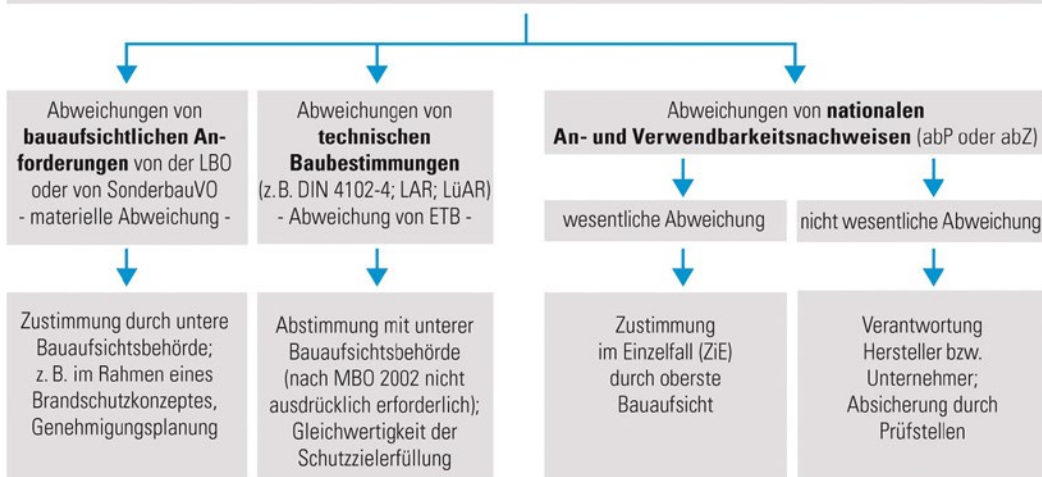 Abweichungen von
bauaufsichtlichen An-
forderungen von der LBO
oder von SonderbauVO
- materielle Abweichung -
Abweichungen von
technischen
Baubestimmungen
(z. B. DIN 4102-4; LAR; LüAR)
- Abweichung von ETB -
Abweichungen von nationalen
An- und Verwendbarkeitsnachweisen (abP oder abZ)
wesentliche Abweichung
nicht wesentliche Abweichung
Zustimmung durch untere
Bauaufsichtsbehörde;
z. B. im Rahmen eines
Brandschutzkonzeptes,
Genehmigungsplanung
Abstimmung mit unterer
Bauaufsichtsbehörde
(nach MBO 2002 nicht
ausdrücklich erforderlich);
Gleichwertigkeit der
Schutzzielerfüllung
Zustimmung
im Einzelfall (ZiE)
durch oberste
Bauaufsicht
Verantwortung
Hersteller bzw.
Unternehmer;
Absicherung durch
Prüfstellen